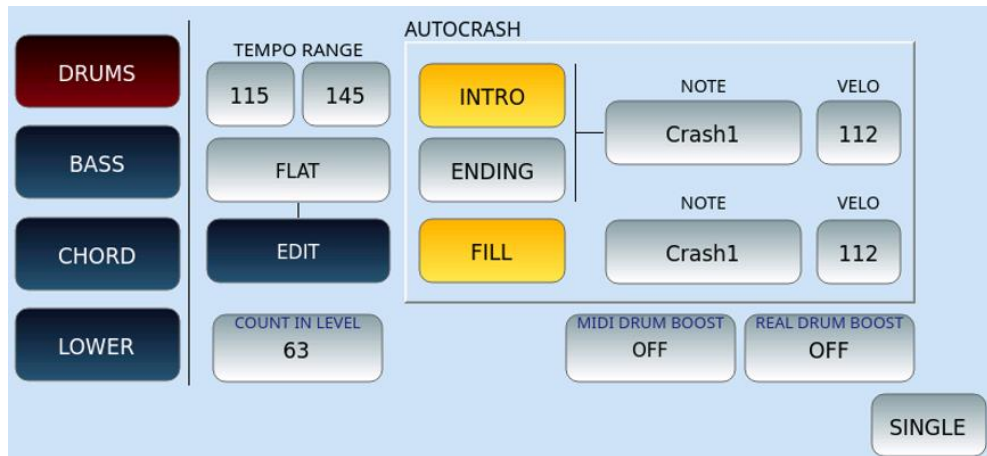 DRUMS
BASS
CHORD
LOWER
TEMPO RANGE
115 145
FLAT
EDIT
COUNT IN LEVEL
63
AUTOCRASH
INTRO
ENDING
NOTE VELO
Crash1 112
FILL
NOTE VELO
Crash1 112
MIDI DRUM BOOST
OFF
REAL DRUM BOOST
OFF
SINGLE